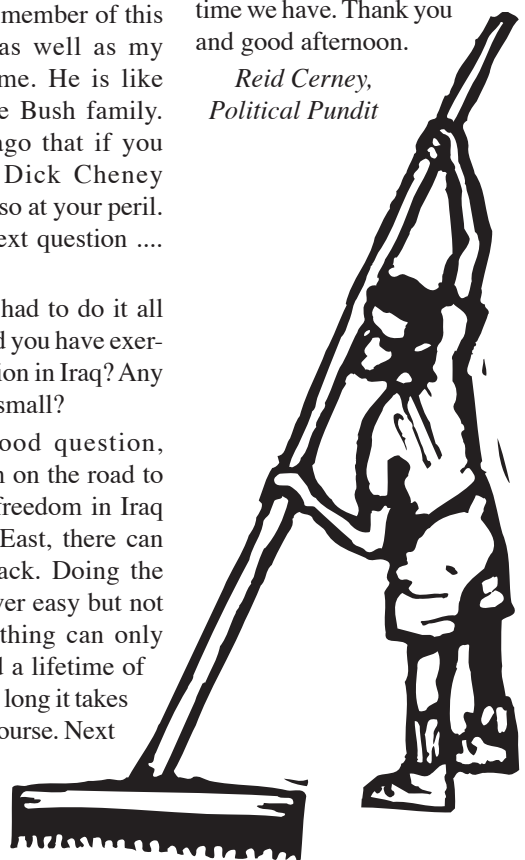 member of this
as well as my
me. He is like
e Bush family.
ago that if you
Dick Cheney
so at your peril.
ext question ....
had to do it all
d you have exer-
ion in Iraq? Any
small?
ood question,
n on the road to
freedom in Iraq
East, there can
ack. Doing the
ver easy but not
thing can only
d a lifetime of
long it takes
ourse. Next
time we have. Thank you
and good afternoon.
Reid Cerney,
Political Pundit